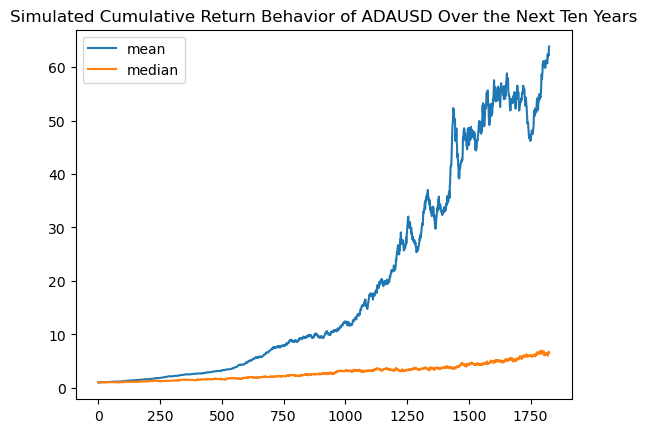 Simulated Cumulative Return Behavior of ADAUSD Over the Next Ten Years
mean
median
60
50
40
30
20
10
0
0 250 500 750 1000 1250 1500 1750